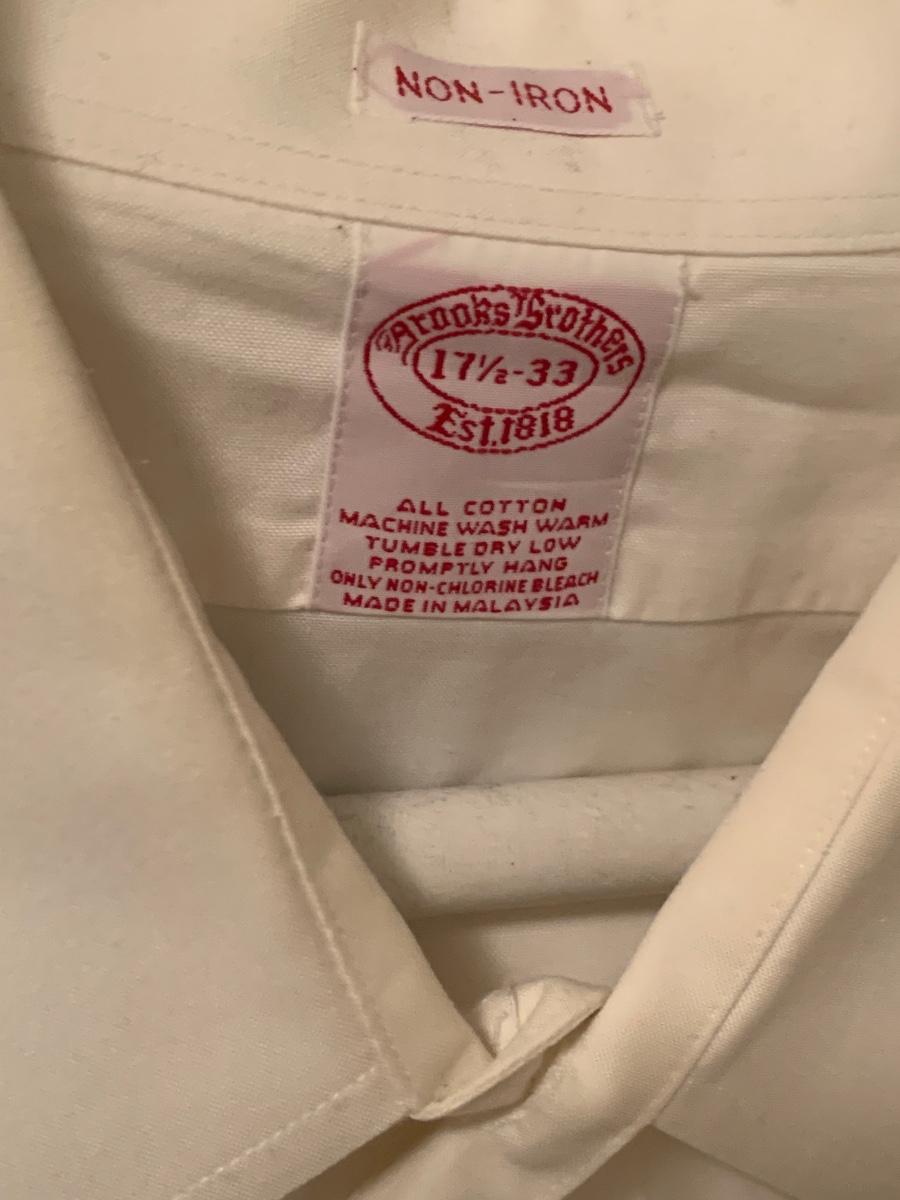 NON-IRON
Brooks Brothers
17½-33
Est. 1818
ALL COTTON
MACHINE WASH WARM
TUMBLE DRY LOW
PROMPTLY HANG
ONLY NON-CHLORINE BLEACH
MADE IN MALAYSIA